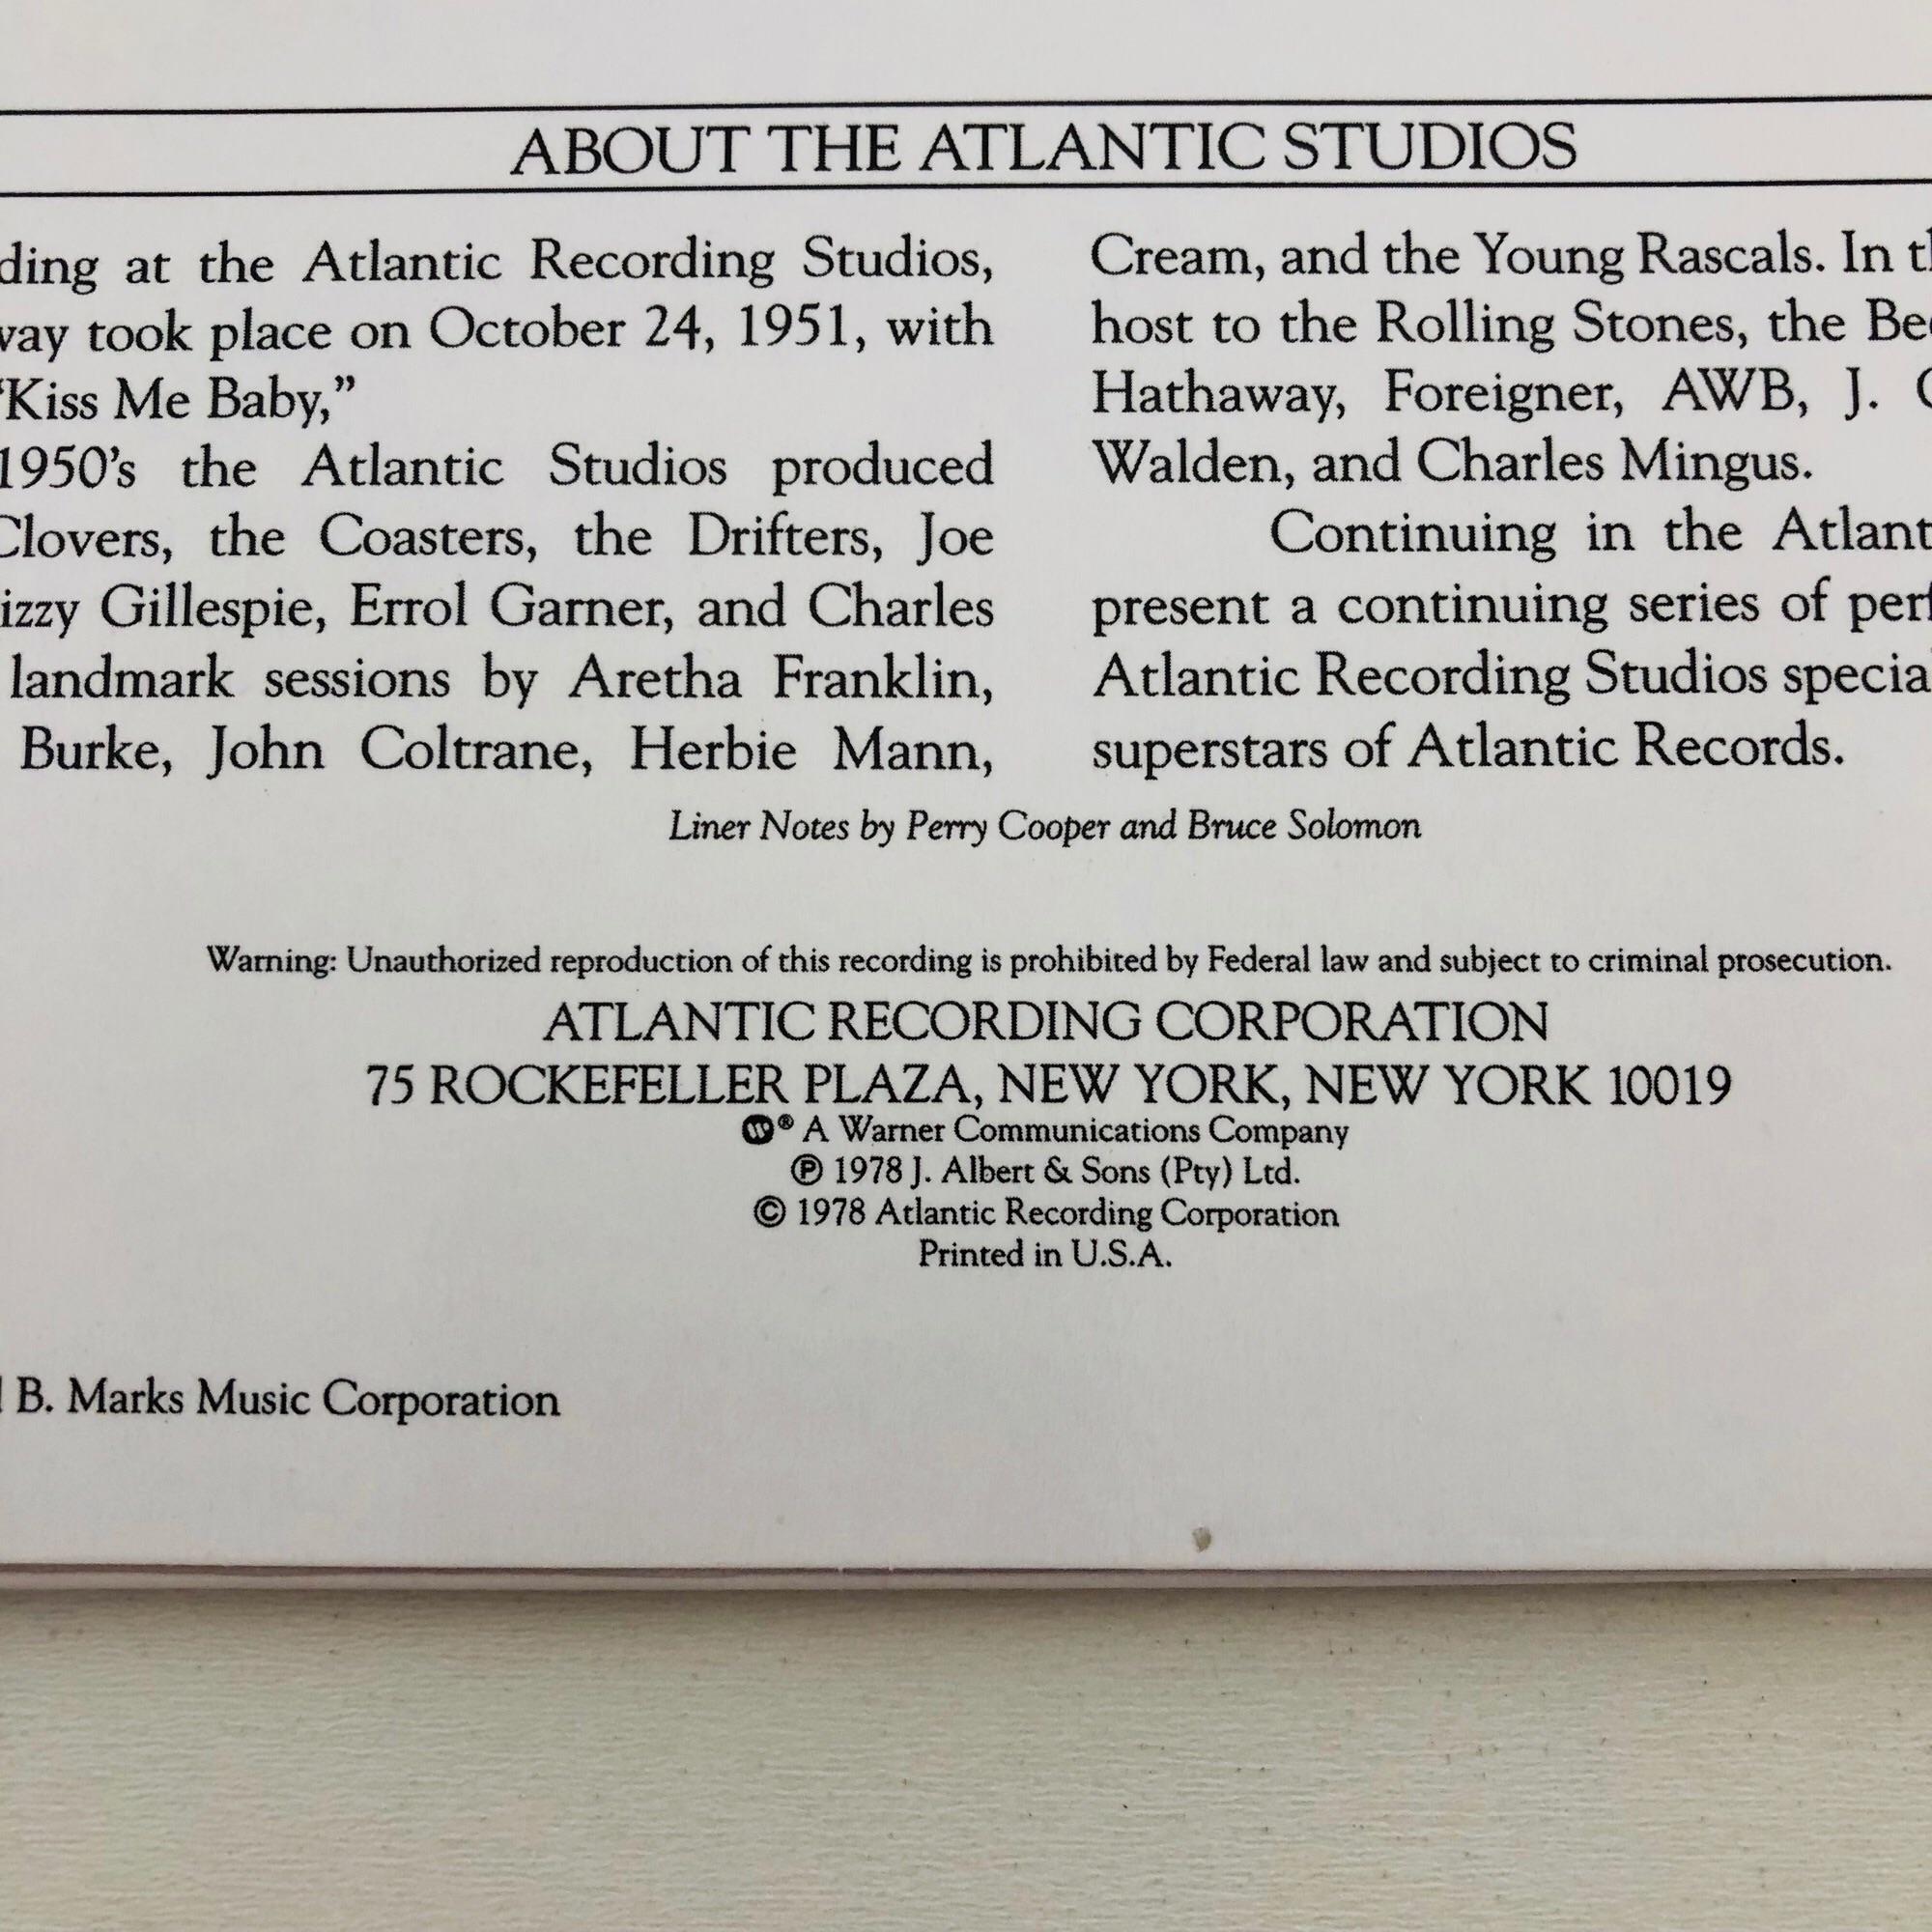 ABOUT THE ATLANTIC STUDIOS
ding at the Atlantic Recording Studios,
way took place on October 24, 1951, with
“Kiss Me Baby,”
1950’s the Atlantic Studios produced
Clovers, the Coasters, the Drifters, Joe
izzy Gillespie, Errol Garner, and Charles
landmark sessions by Aretha Franklin,
Burke, John Coltrane, Herbie Mann,
Cream, and the Young Rascals. In th
host to the Rolling Stones, the Bee
Hathaway, Foreigner, AWB, J.
Walden, and Charles Mingus.
Continuing in the Atlant
present a continuing series of perf
Atlantic Recording Studios specia
superstars of Atlantic Records.
Liner Notes by Perry Cooper and Bruce Solomon
Warning: Unauthorized reproduction of this recording is prohibited by Federal law and subject to criminal prosecution.
ATLANTIC RECORDING CORPORATION
75 ROCKEFELLER PLAZA, NEW YORK, NEW YORK 10019
W® A Warner Communications Company
℗ 1978 J. Albert & Sons (Pty) Ltd.
© 1978 Atlantic Recording Corporation
Printed in U.S.A.
B. Marks Music Corporation